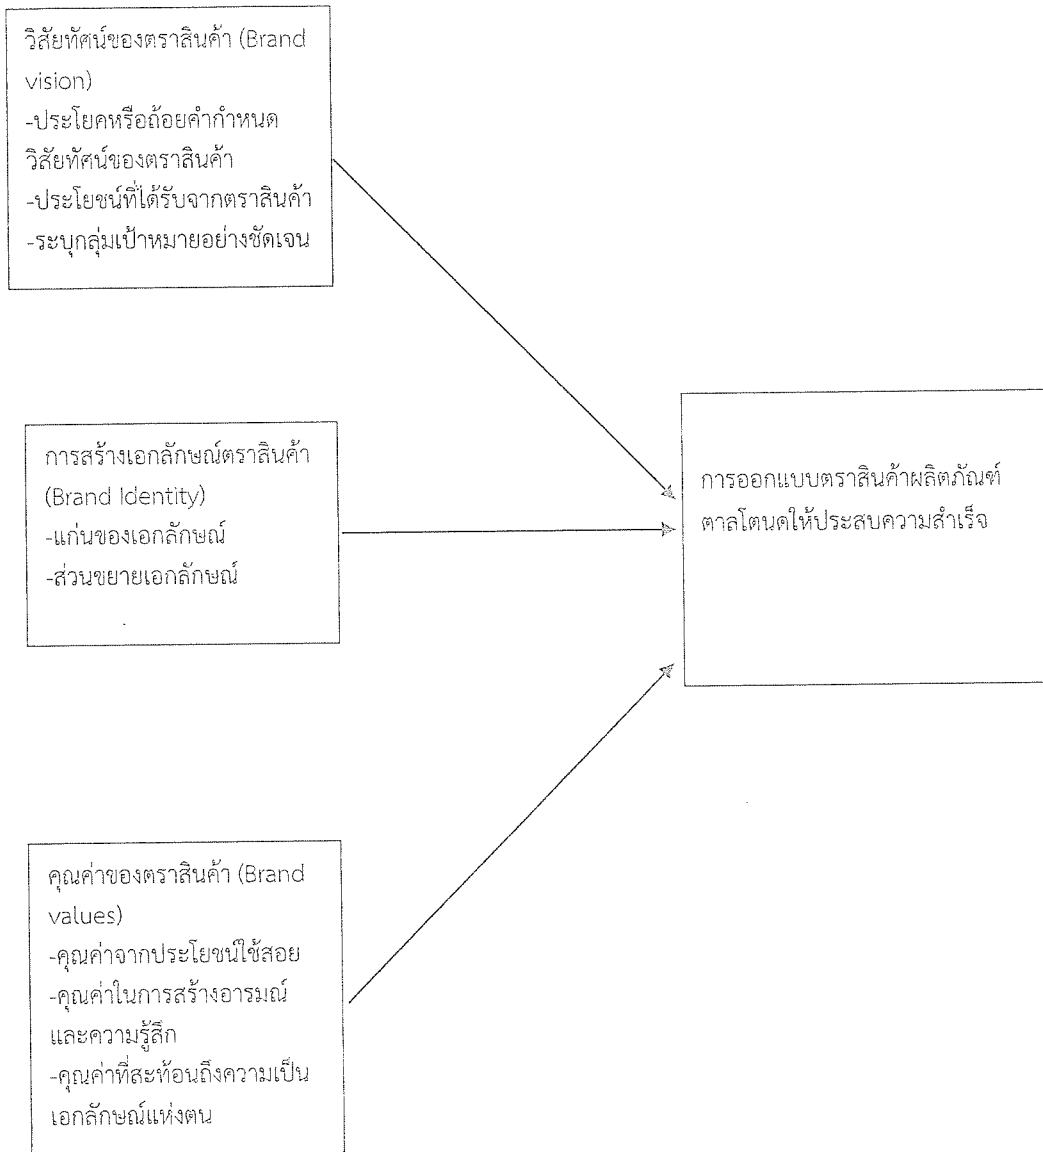 วิสัยทัศน์ของตราสินค้า (Brand
vision)
-ประโยคหรือถ้อยคำกำหนด
วิสัยทัศน์ของตราสินค้า
-ประโยชน์ที่ได้รับจากตราสินค้า
-ระบุกลุ่มเป้าหมายอย่างชัดเจน
การสร้างเอกลักษณ์ตราสินค้า
(Brand Identity)
-แก่นของเอกลักษณ์
-ส่วนขยายเอกลักษณ์
การออกแบบตราสินค้าผลิตภัณฑ์
ตาลโตนดให้ประสบความสำเร็จ
คุณค่าของตราสินค้า (Brand
values)
-คุณค่าจากประโยชน์ใช้สอย
-คุณค่าในการสร้างอารมณ์
และความรู้สึก
-คุณค่าที่สะท้อนถึงความเป็น
เอกลักษณ์แห่งตน